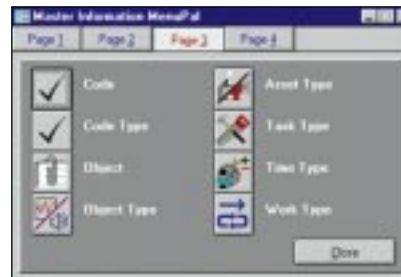 Master Information MenuPal
Page 1 Page 2 Page 3 Page 4
Code Asset Type
Code Type Task Type
Object Time Type
Object Type Work Type
Done